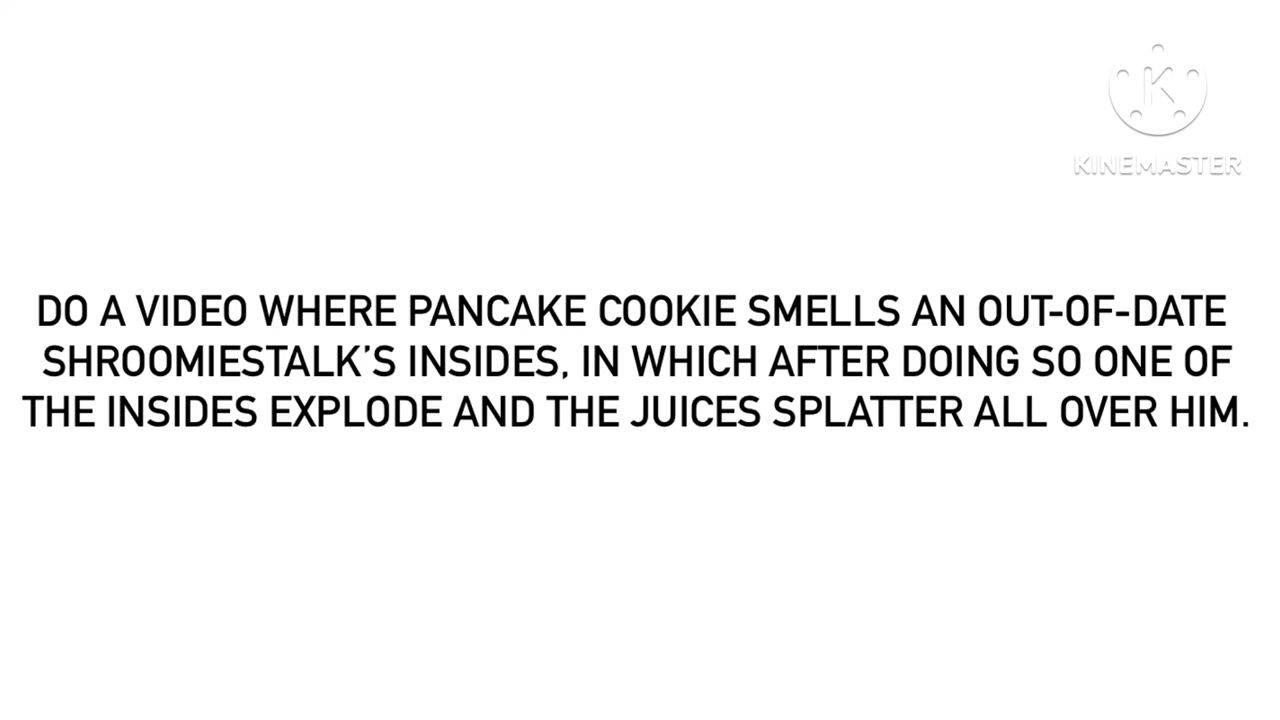 KINEMASTER
DO A VIDEO WHERE PANCAKE COOKIE SMELLS AN OUT-OF-DATE
SHROOMIESTALK’S INSIDES, IN WHICH AFTER DOING SO ONE OF
THE INSIDES EXPLODE AND THE JUICES SPLATTER ALL OVER HIM.